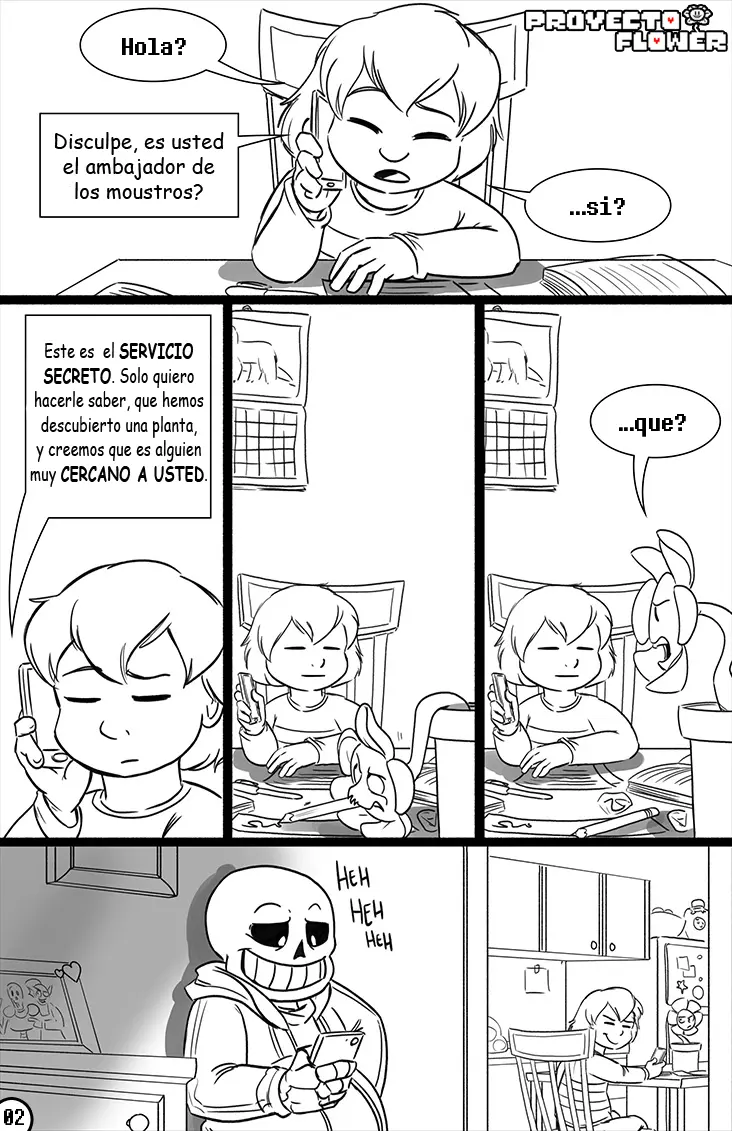 PROYECTO
FLOWER
Hola?
Disculpe, es usted
el ambajador de
los moustros?
...si?
Este es el SERVICIO
SECRETO. Solo quiero
hacerle saber, que hemos
descubierto una planta,
y creemos que es alguien
muy CERCANO A USTED.
...que?
HEH
HEH
HEH
02